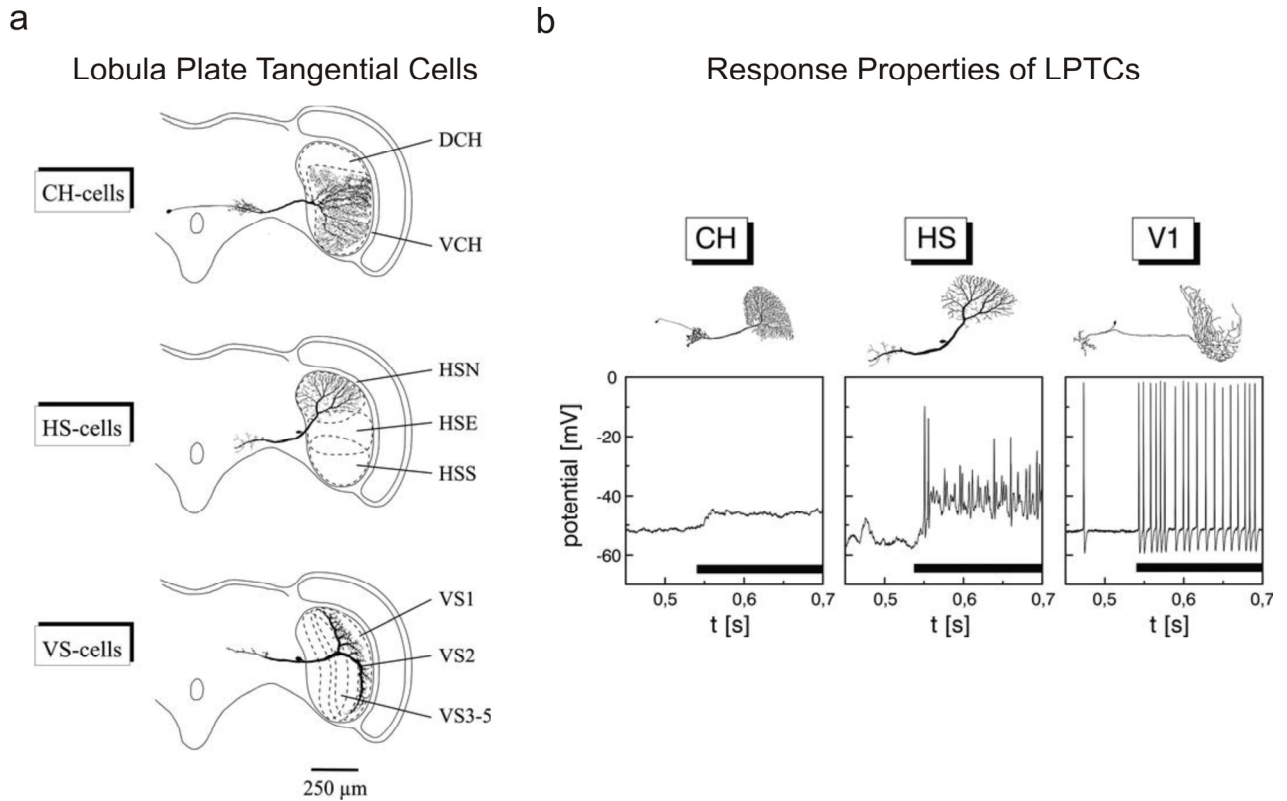 a
Lobula Plate Tangential Cells
CH-cells
DCH
VCH
HS-cells
HSN
HSE
HSS
VS-cells
VS1
VS2
VS3-5
250 µm
b
Response Properties of LPTCs
CH
HS
V1
potential [mV]
0
-20
-40
-60
0,5 0,6 0,7
t [s]
0,5 0,6 0,7
t [s]
0,5 0,6 0,7
t [s]